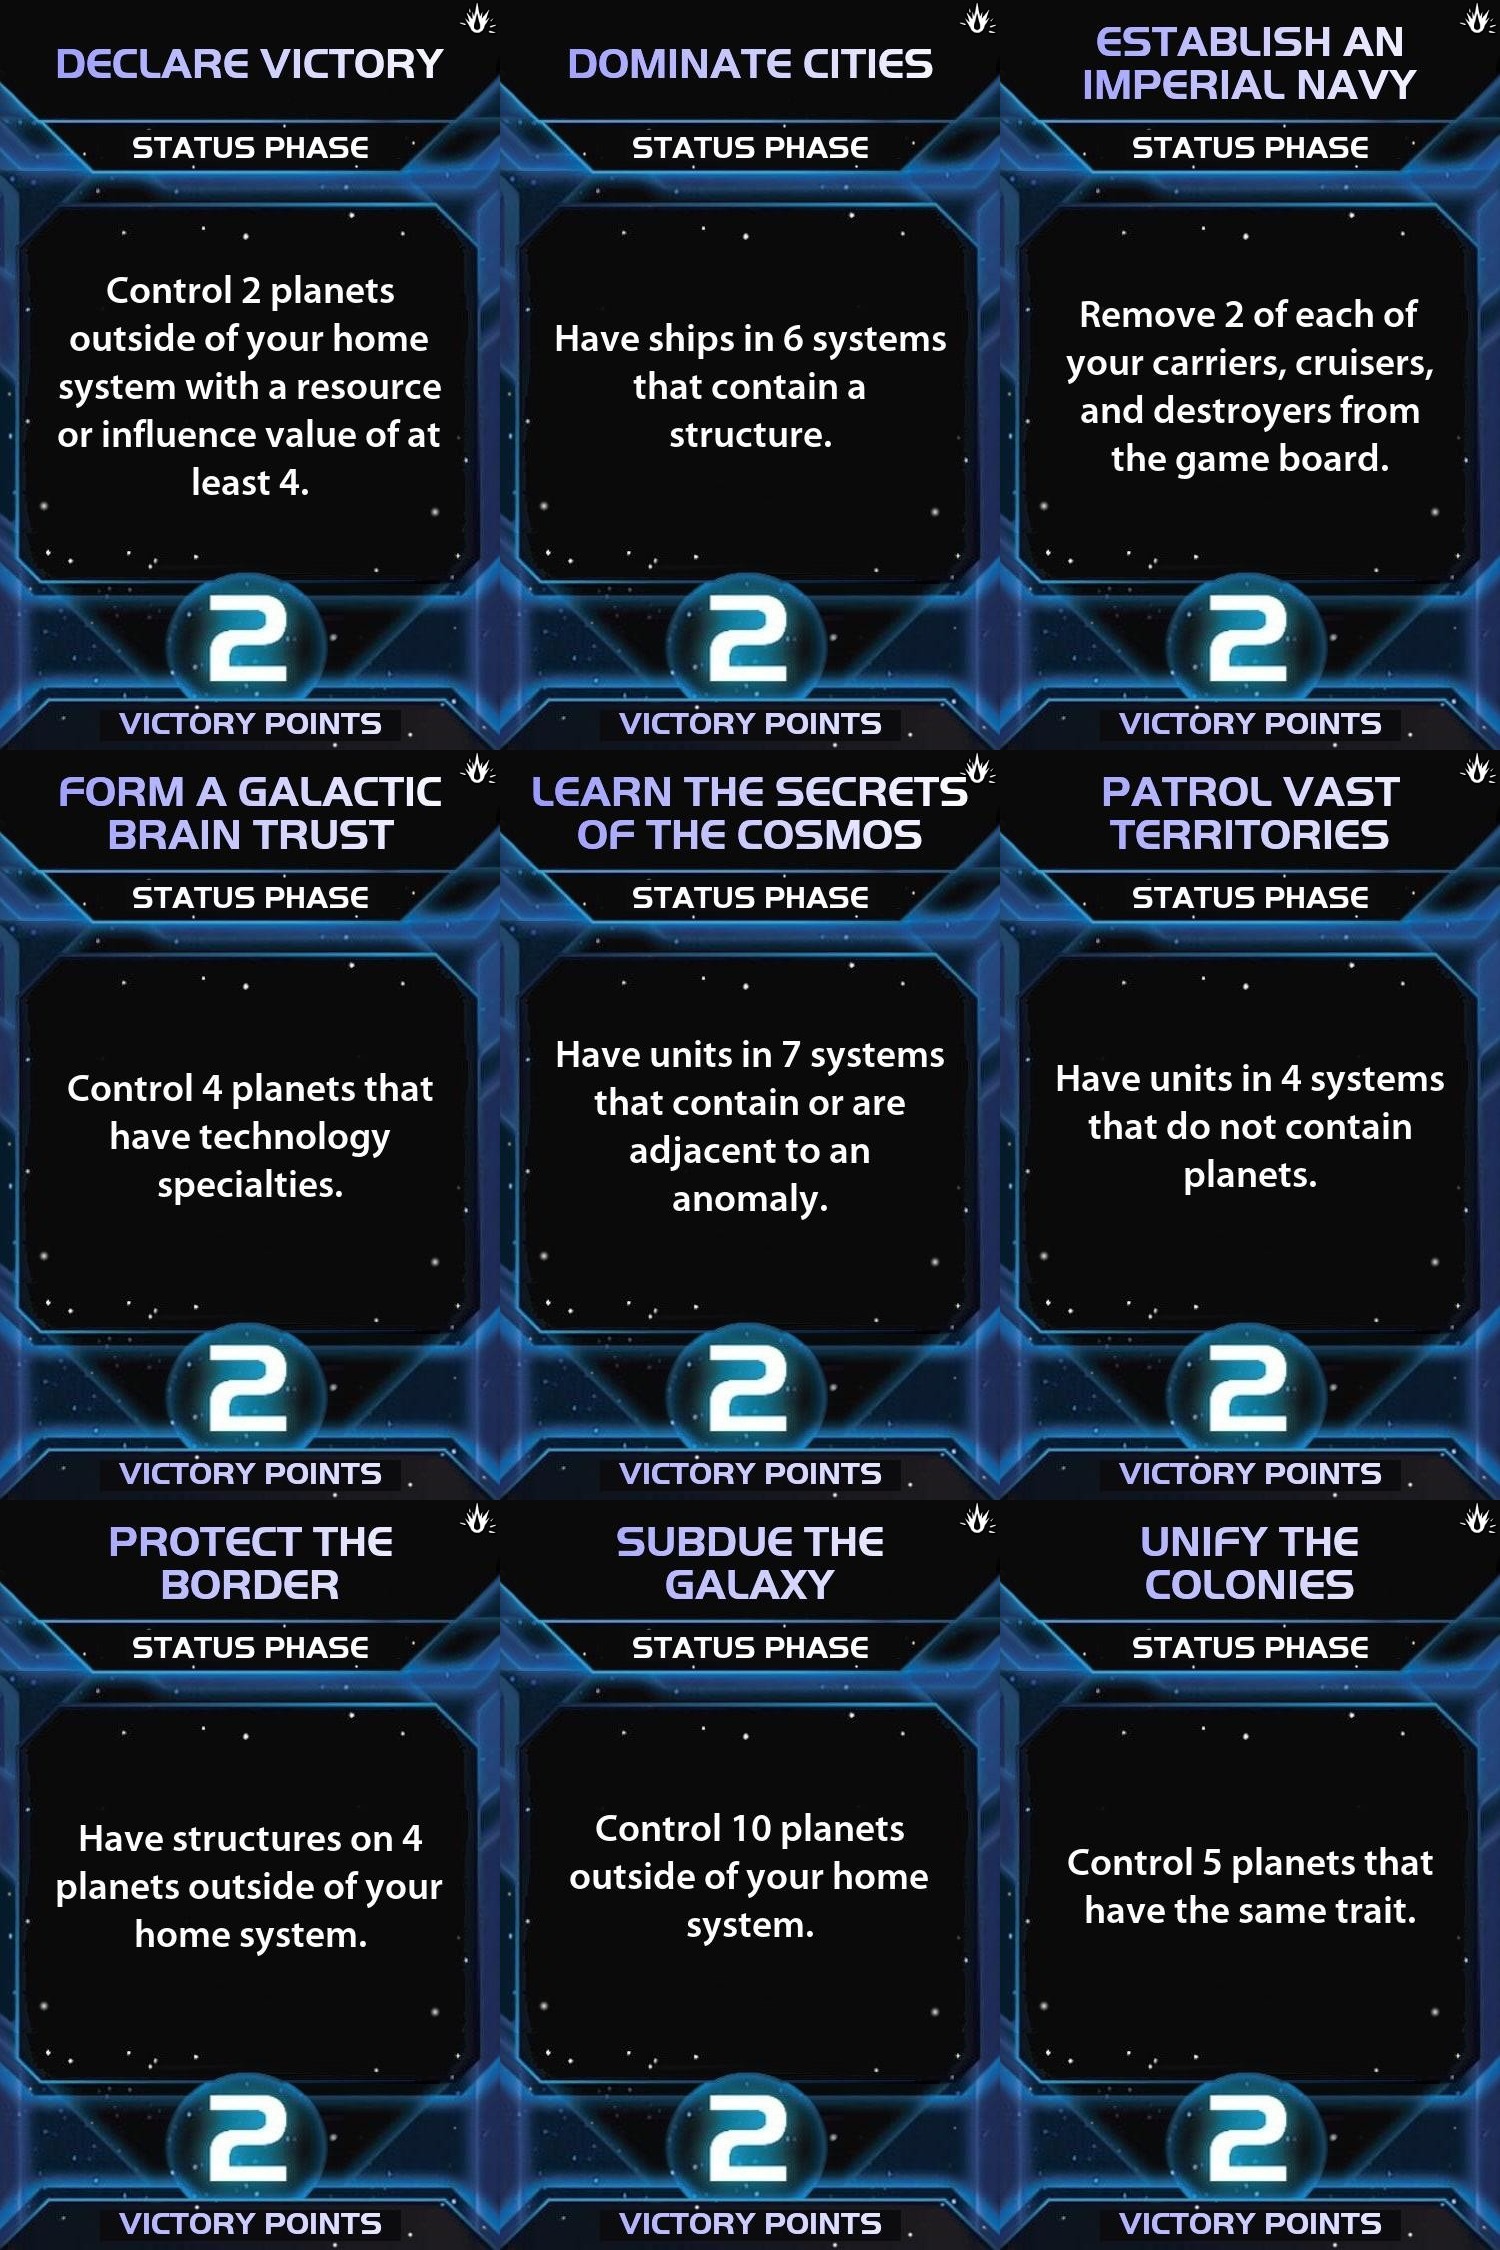 DECLARE VICTORY
STATUS PHASE
Control 2 planets
outside of your home
system with a resource
or influence value of at
least 4.
2
VICTORY POINTS
DOMINATE CITIES
STATUS PHASE
Have ships in 6 systems
that contain a
structure.
2
VICTORY POINTS
ESTABLISH AN
IMPERIAL NAVY
STATUS PHASE
Remove 2 of each of
your carriers, cruisers,
and destroyers from
the game board.
2
VICTORY POINTS
FORM A GALACTIC
BRAIN TRUST
STATUS PHASE
Control 4 planets that
have technology
specialties.
2
VICTORY POINTS
LEARN THE SECRETS
OF THE COSMOS
STATUS PHASE
Have units in 7 systems
that contain or are
adjacent to an
anomaly.
2
VICTORY POINTS
PATROL VAST
TERRITORIES
STATUS PHASE
Have units in 4 systems
that do not contain
planets.
2
VICTORY POINTS
PROTECT THE
BORDER
STATUS PHASE
Have structures on 4
planets outside of your
home system.
2
VICTORY POINTS
SUBDUE THE
GALAXY
STATUS PHASE
Control 10 planets
outside of your home
system.
2
VICTORY POINTS
UNIFY THE
COLONIES
STATUS PHASE
Control 5 planets that
have the same trait.
2
VICTORY POINTS